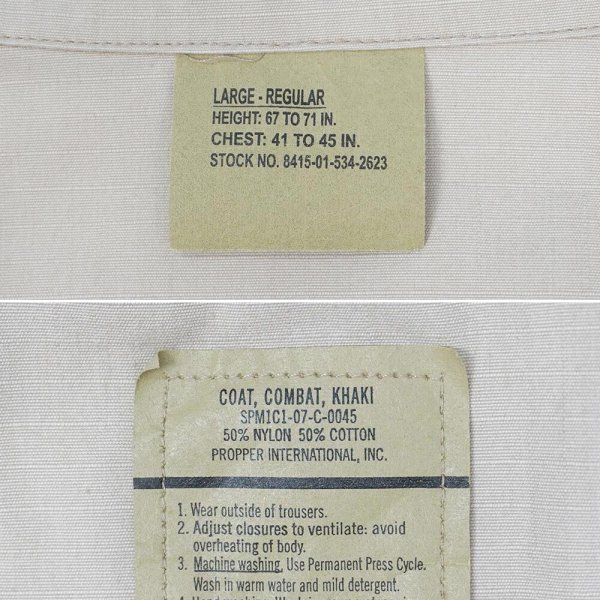 LARGE - REGULAR
HEIGHT: 67 TO 71 IN.
CHEST: 41 TO 45 IN.
STOCK NO. 8415-01-534-2623
COAT, COMBAT, KHAKI
SPM1C1-07-C-0045
50% NYLON 50% COTTON
PROPPER INTERNATIONAL, INC.
1. Wear outside of trousers.
2. Adjust closures to ventilate: avoid
overheating of body.
3. Machine washing, Use Permanent Press Cycle.
Wash in warm water and mild detergent.